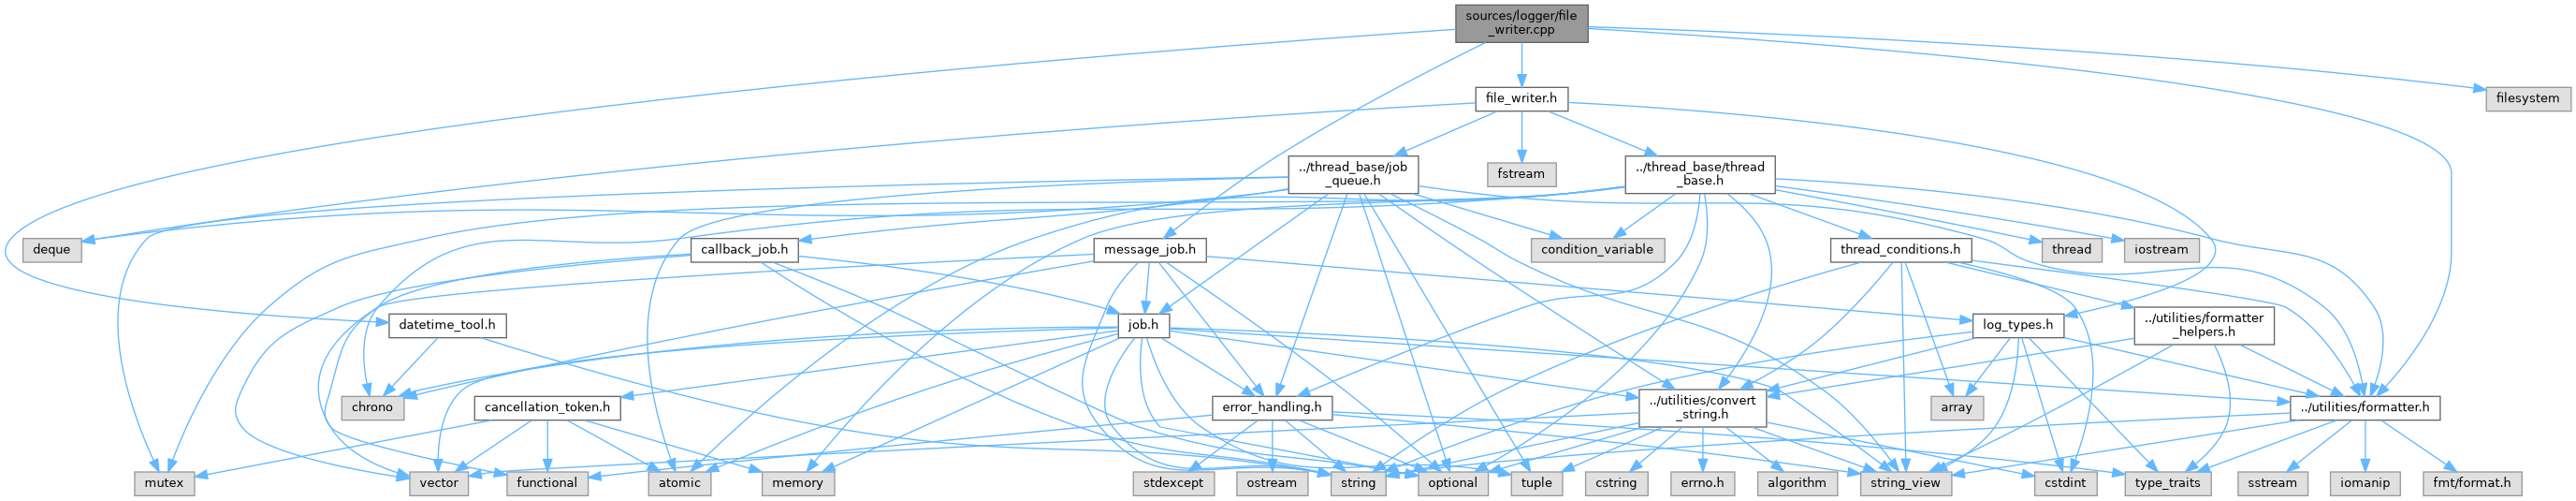 sources/logger/file
_writer.cpp
file_writer.h
filesystem
../thread_base/job
_queue.h
fstream
../thread_base/thread
_base.h
deque
callback_job.h
message_job.h
condition_variable
thread_conditions.h
thread
iostream
datetime_tool.h
job.h
log_types.h
../utilities/formatter
_helpers.h
chrono
cancellation_token.h
error_handling.h
../utilities/convert
_string.h
array
../utilities/formatter.h
mutex
vector
functional
atomic
memory
stdexcept
ostream
string
optional
tuple
cstring
errno.h
algorithm
string_view
cstdint
type_traits
sstream
iomanip
fmt/format.h